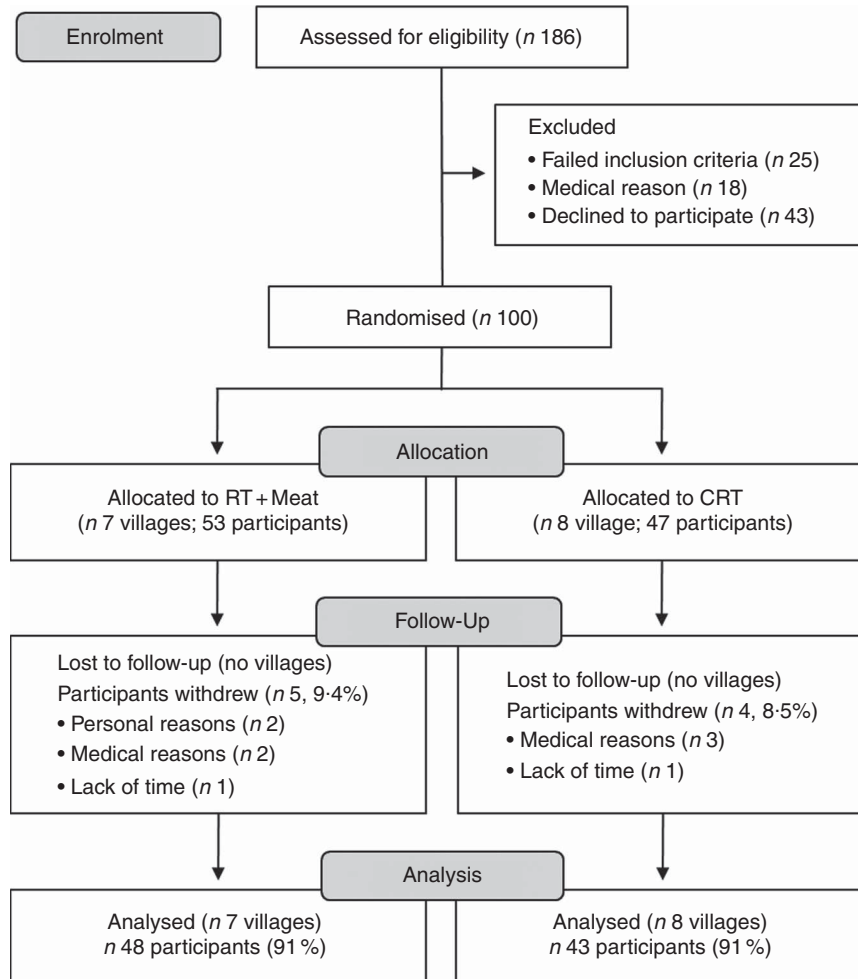 Enrolment
Assessed for eligibility (n 186)
Excluded
• Failed inclusion criteria (n 25)
• Medical reason (n 18)
• Declined to participate (n 43)
Randomised (n 100)
Allocation
Allocated to RT + Meat
(n 7 villages; 53 participants)
Allocated to CRT
(n 8 village; 47 participants)
Follow-Up
Lost to follow-up (no villages)
Participants withdrew (n 5, 9·4%)
• Personal reasons (n 2)
• Medical reasons (n 2)
• Lack of time (n 1)
Lost to follow-up (no villages)
Participants withdrew (n 4, 8·5%)
• Medical reasons (n 3)
• Lack of time (n 1)
Analysis
Analysed (n 7 villages)
n 48 participants (91 %)
Analysed (n 8 villages)
n 43 participants (91 %)